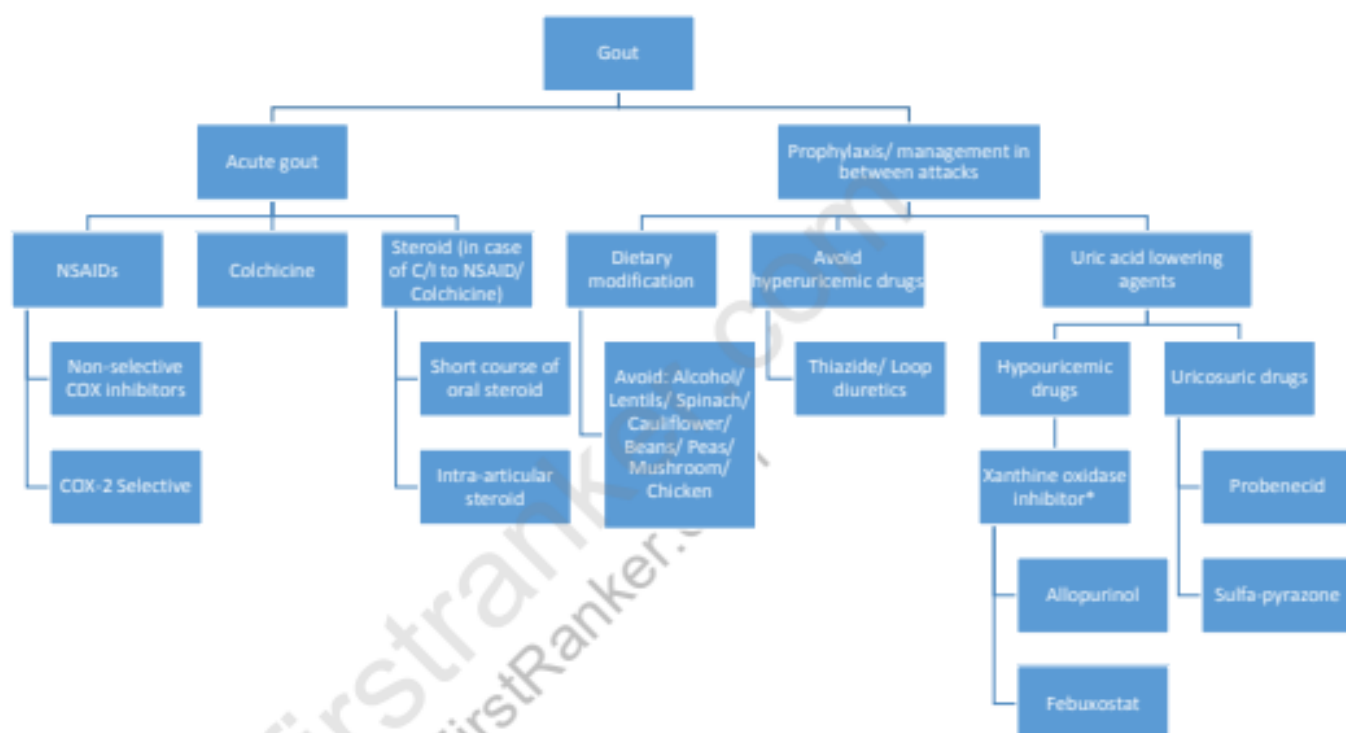 Gout
Acute gout
Prophylaxis/ management in
between attacks
NSAIDs
Colchicine
Steroid (in case
of C/I to NSAID/
Colchicine)
Dietary
modification
Avoid
hyperuricemic drugs
Uric acid lowering
agents
Non-selective
COX inhibitors
COX-2 Selective
Short course of
oral steroid
Intra-articular
steroid
Avoid: Alcohol/
Lentils/ Spinach/
Cauliflower/
Beans/ Peas/
Mushroom/
Chicken
Thiazide/ Loop
diuretics
Hypouricemic
drugs
Xanthine oxidase
inhibitor*
Allopurinol
Febuxostat
Uricosuric drugs
Probenecid
Sulfa-pyrazone
firstranker.com